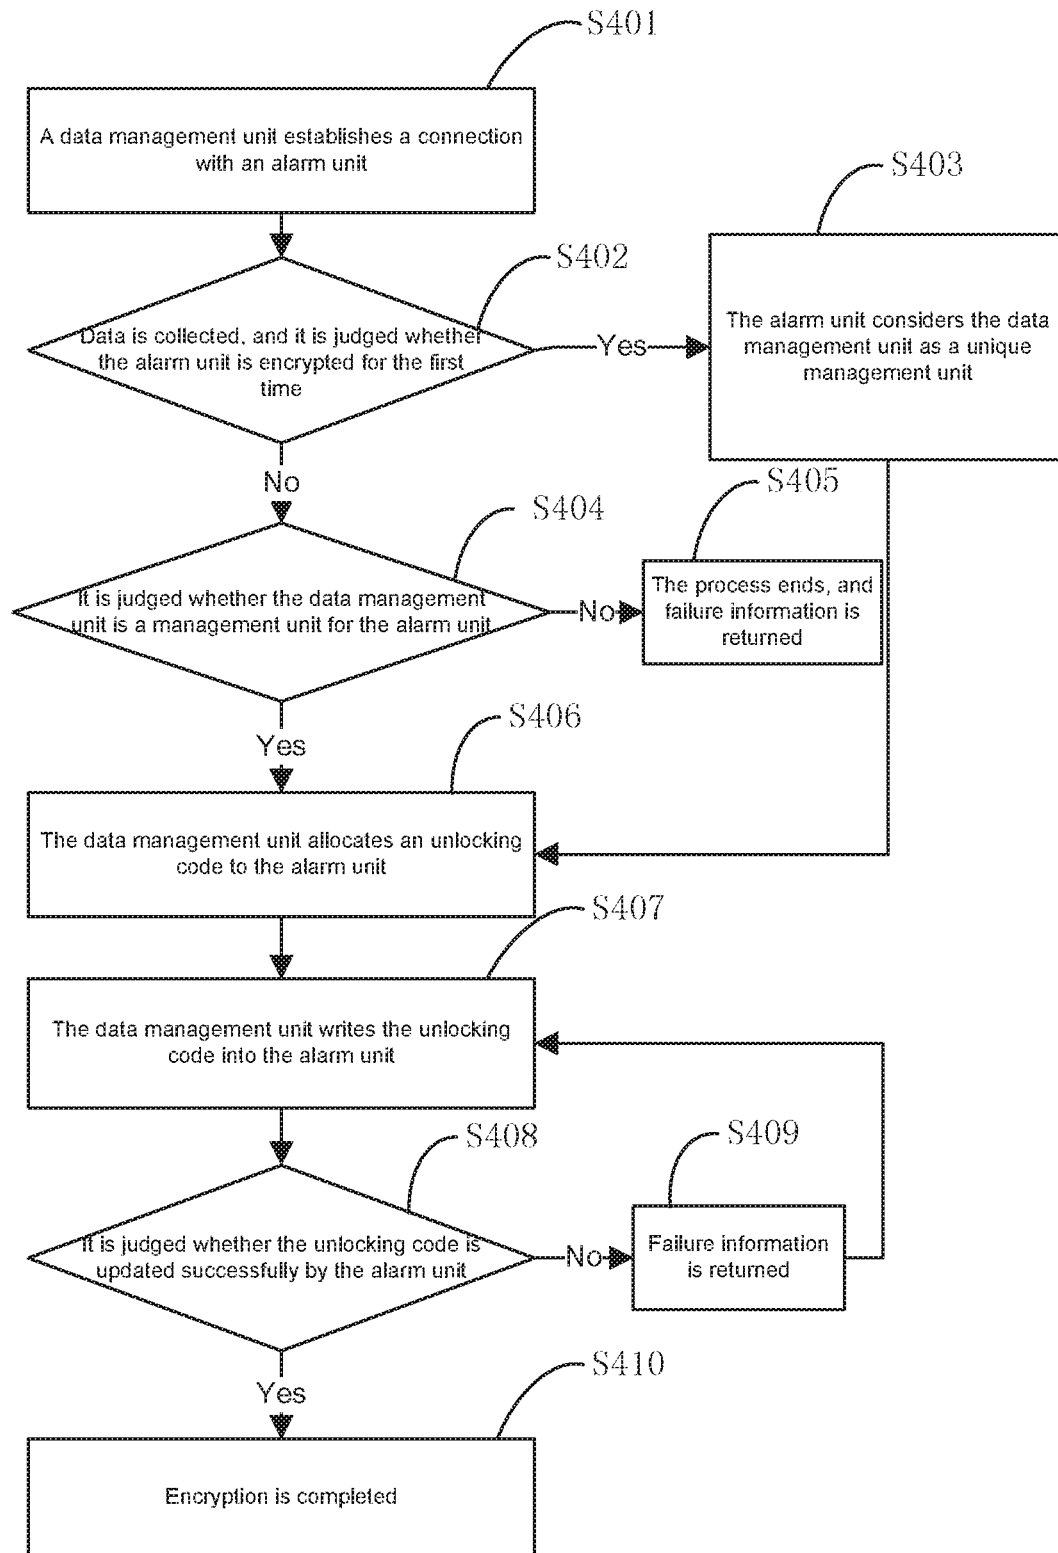 S401
A data management unit establishes a connection
with an alarm unit
S402
Data is collected, and it is judged whether
the alarm unit is encrypted for the first
time
Yes
S403
The alarm unit considers the data
management unit as a unique
management unit
No
S404
It is judged whether the data management
unit is a management unit for the alarm unit
No
S405
The process ends, and
failure information is
returned
Yes
S406
The data management unit allocates an unlocking
code to the alarm unit
S407
The data management unit writes the unlocking
code into the alarm unit
S408
It is judged whether the unlocking code is
updated successfully by the alarm unit
No
S409
Failure information
is returned
Yes
S410
Encryption is completed